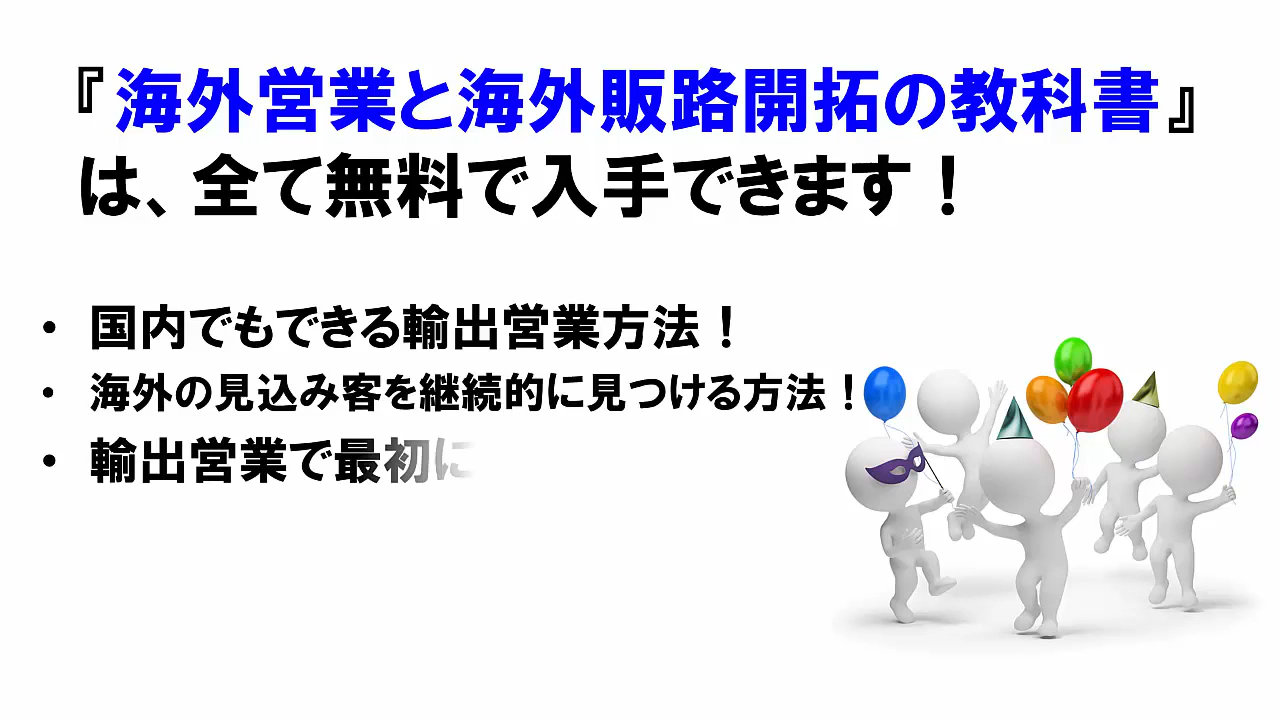 『海外営業と海外販路開拓の教科書』
は、全て無料で入手できます！
• 国内でもできる輸出営業方法！
• 海外の見込み客を継続的に見つける方法！
• 輸出営業で最初に